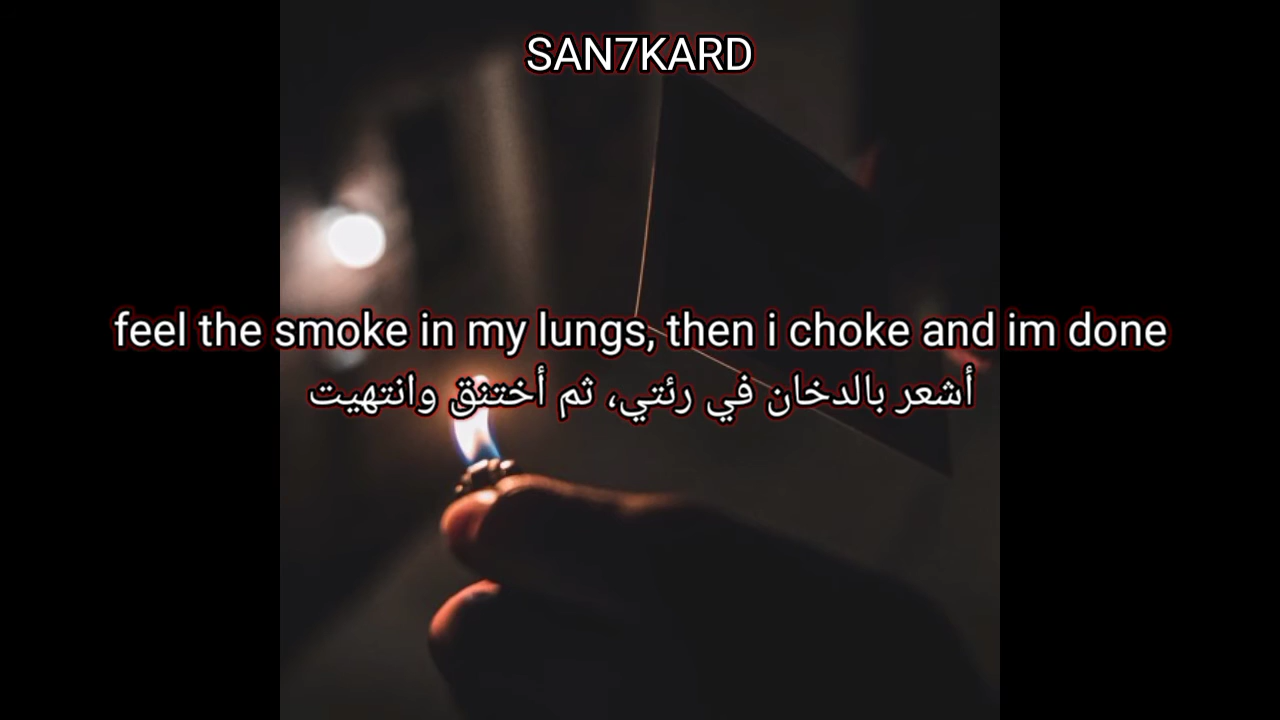 SAN7KARD
feel the smoke in my lungs, then i choke and im done
أشعر بالدخان في رئتي، ثم أختنق وانتهيت